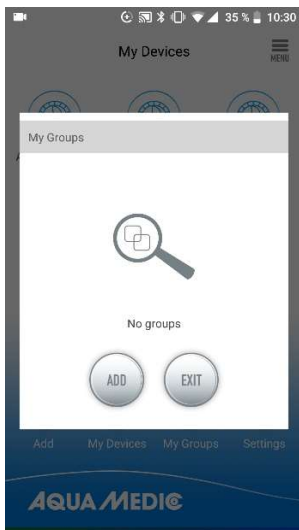 35 % 10:30
My Devices
MENU
My Groups
No groups
ADD EXIT
Add My Devices My Groups Settings
AQUA MEDIC